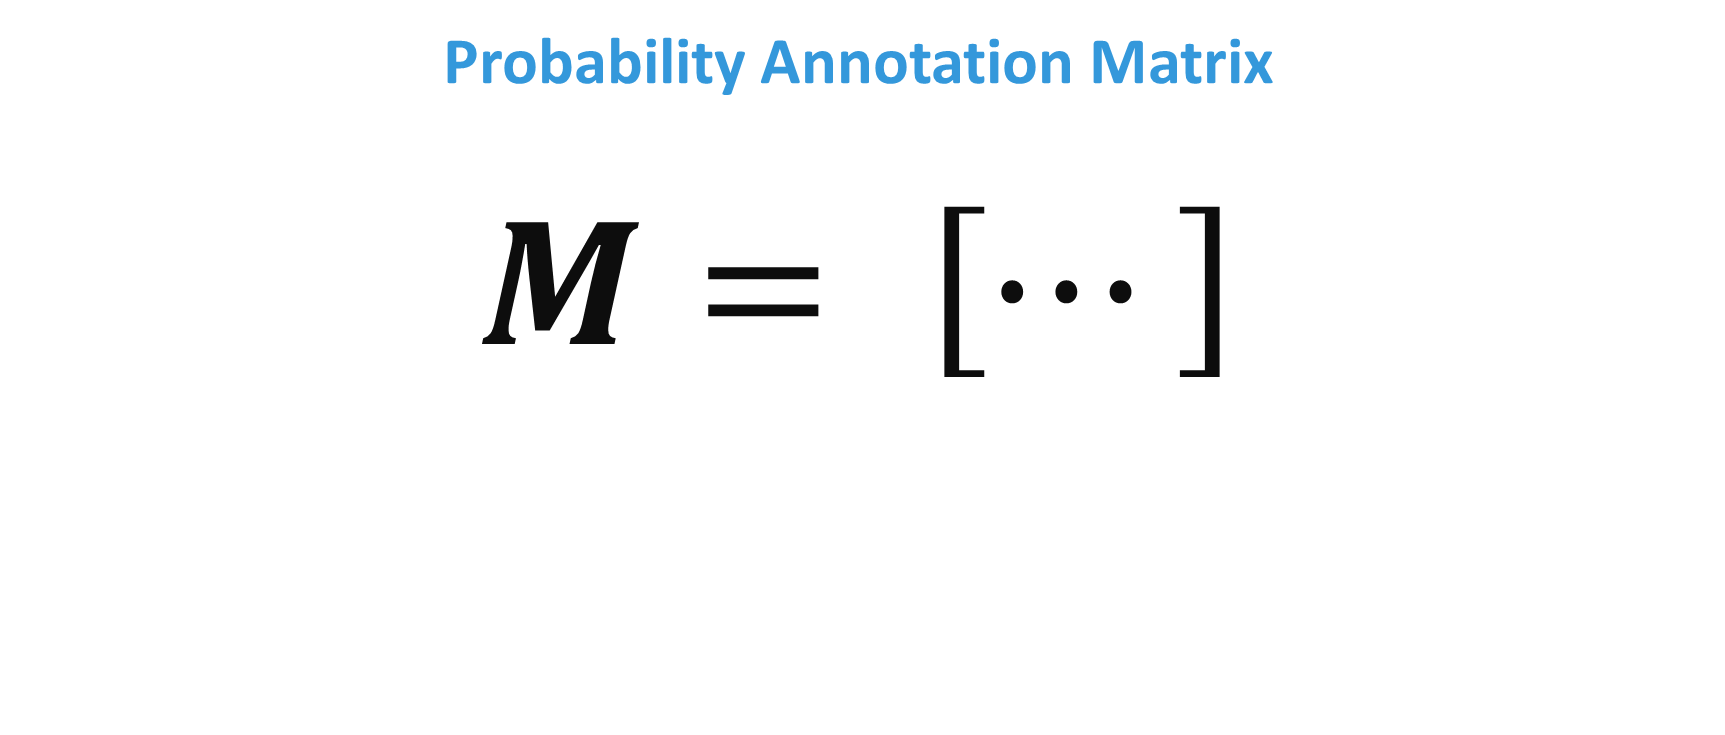 Probability Annotation Matrix
M = [⋯ ]